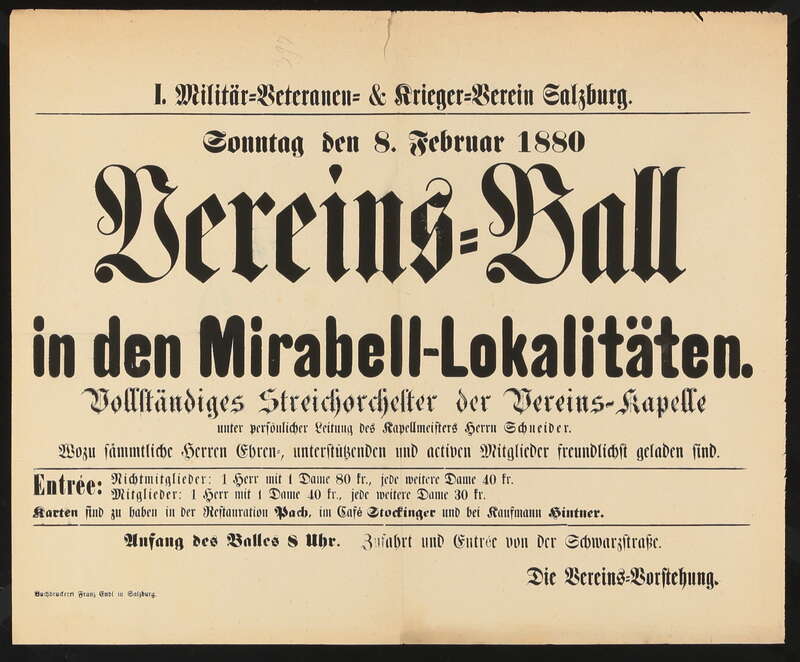 397
I. Militär=Veteranen= & Krieger=Verein Salzburg.
Sonntag den 8. Februar 1880
Vereins=Ball
in den Mirabell-Lokalitäten.
Vollständiges Streichorchester der Vereins-Kapelle
unter persönlicher Leitung des Kapellmeisters Herrn Schneider.
Wozu sämmtliche Herren Ehren-, unterstützenden und activen Mitglieder freundlichst geladen sind.
Entrée: Nichtmitglieder: 1 Herr mit 1 Dame 80 kr., jede weitere Dame 40 kr.
Mitglieder: 1 Herr mit 1 Dame 40 kr., jede weitere Dame 30 kr.
Karten sind zu haben in der Restauration Pach, im Café Stockinger und bei Kaufmann Hintner.
Anfang des Balles 8 Uhr. Zufahrt und Entrée von der Schwarzstraße.
Die Vereins=Vorstehung.
Buchdruckerei Franz Endl in Salzburg.